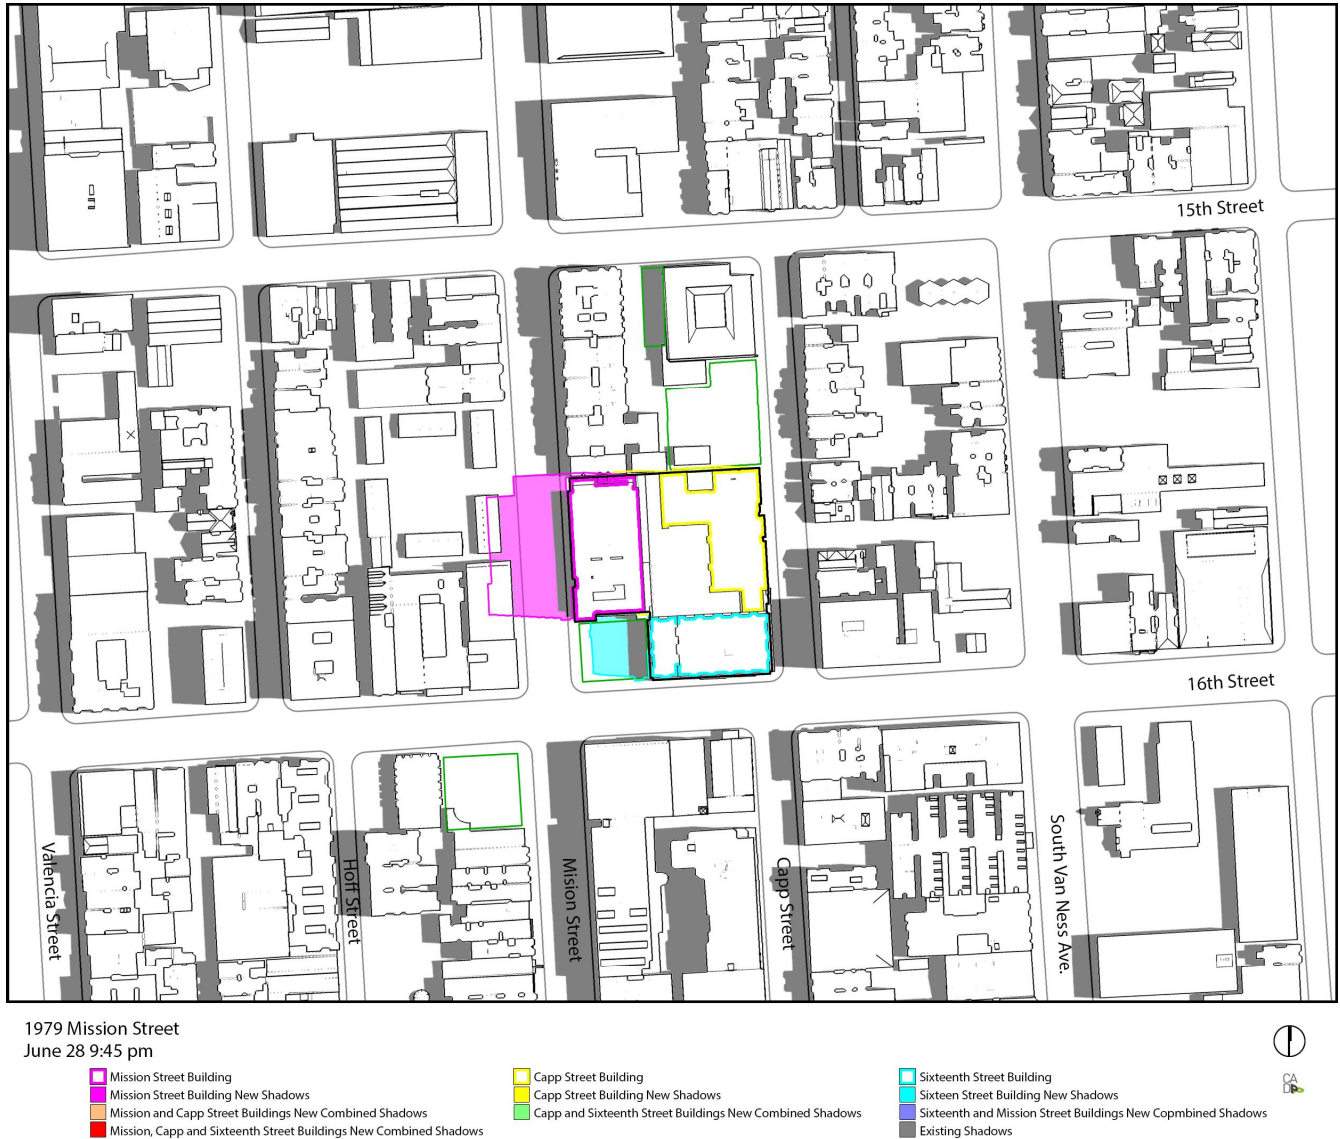 15th Street
16th Street
Valencia Street
Hoff Street
Mision Street
Capp Street
South Van Ness Ave.
1979 Mission Street
June 28 9:45 pm
Mission Street Building
Mission Street Building New Shadows
Mission and Capp Street Buildings New Combined Shadows
Mission, Capp and Sixteenth Street Buildings New Combined Shadows
Capp Street Building
Capp Street Building New Shadows
Capp and Sixteenth Street Buildings New Combined Shadows
Sixteenth Street Building
Sixteen Street Building New Shadows
Sixteenth and Mission Street Buildings New Copmbined Shadows
Existing Shadows
CA
DP